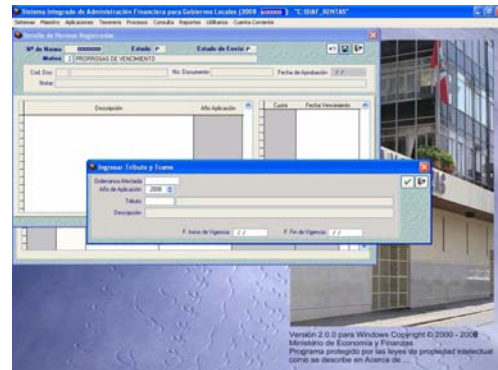 Sistema Integrado de Administración Financiera para Gobiernos Locales (2008 - "C:\SIAF_RENTAS"
Sistemas Maestro Aplicaciones Tesorería Procesos Consulta Reportes Utilitarios Cuenta Corriente
Detalle de Normas Registradas
Nº de Norma 0000000 Estado P Estado de Envío P
Motivo 2 PRORROGAS DE VENCIMIENTO
Cod. Doc. No. Documento Fecha de Aprobación / /
Notas
Descripción Año Aplicación Cuota Fecha Vencimiento
Ingresar Tributo y Tramo
Ordenanza Afectada
Año de Aplicación 2008
Tributo
Descripción
F. Inicio de Vigencia / / F. Fin de Vigencia / /
Versión 2.0.0 para Windows Copyright © 2000 - 2008
Ministerio de Economía y Finanzas
Programa protegido por las leyes de propiedad intelectual
como se describe en Acerca de ...